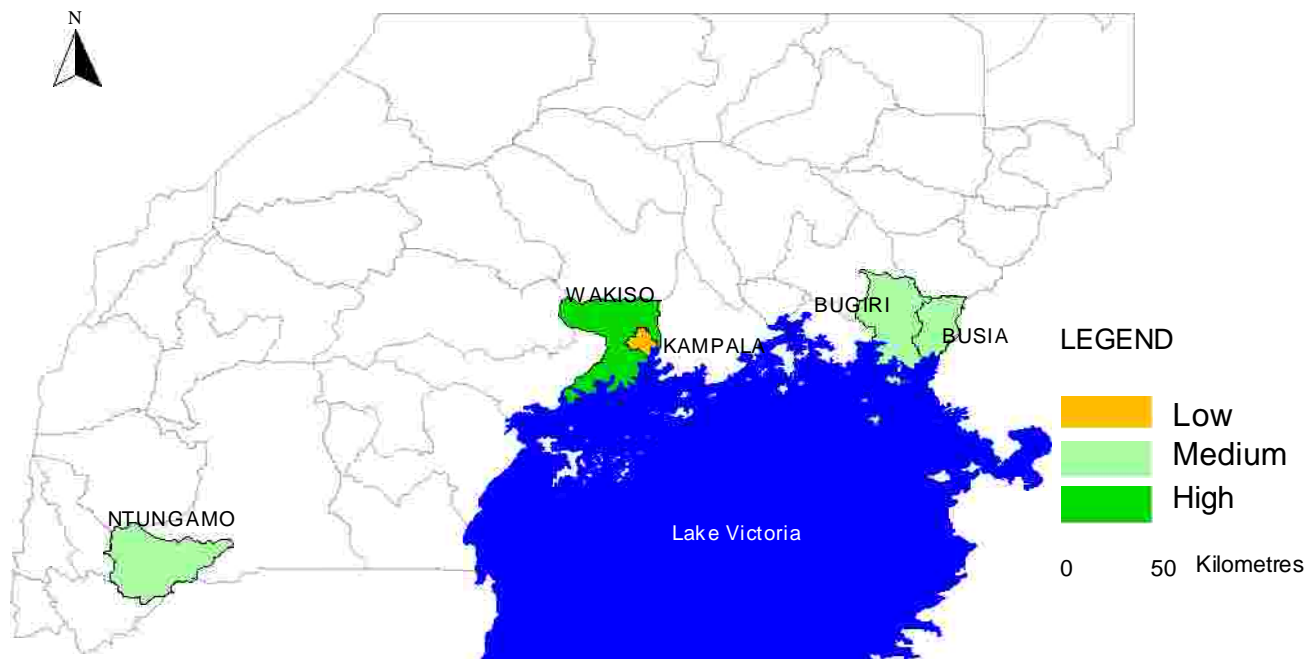 N
WAKISO
KAMPALA
BUGIRI
BUSIA
NTUNGAMO
Lake Victoria
LEGEND
Low
Medium
High
0 50 Kilometres